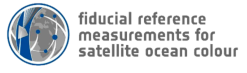 fiducial reference
measurements for
satellite ocean colour